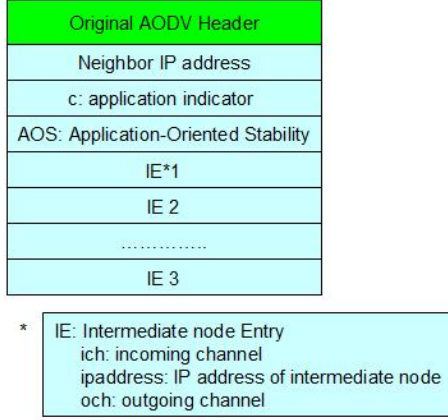 Original AODV Header
Neighbor IP address
c: application indicator
AOS: Application-Oriented Stability
IE*1
IE 2
…………..
IE 3
* IE: Intermediate node Entry
ich: incoming channel
ipaddress: IP address of intermediate node
och: outgoing channel